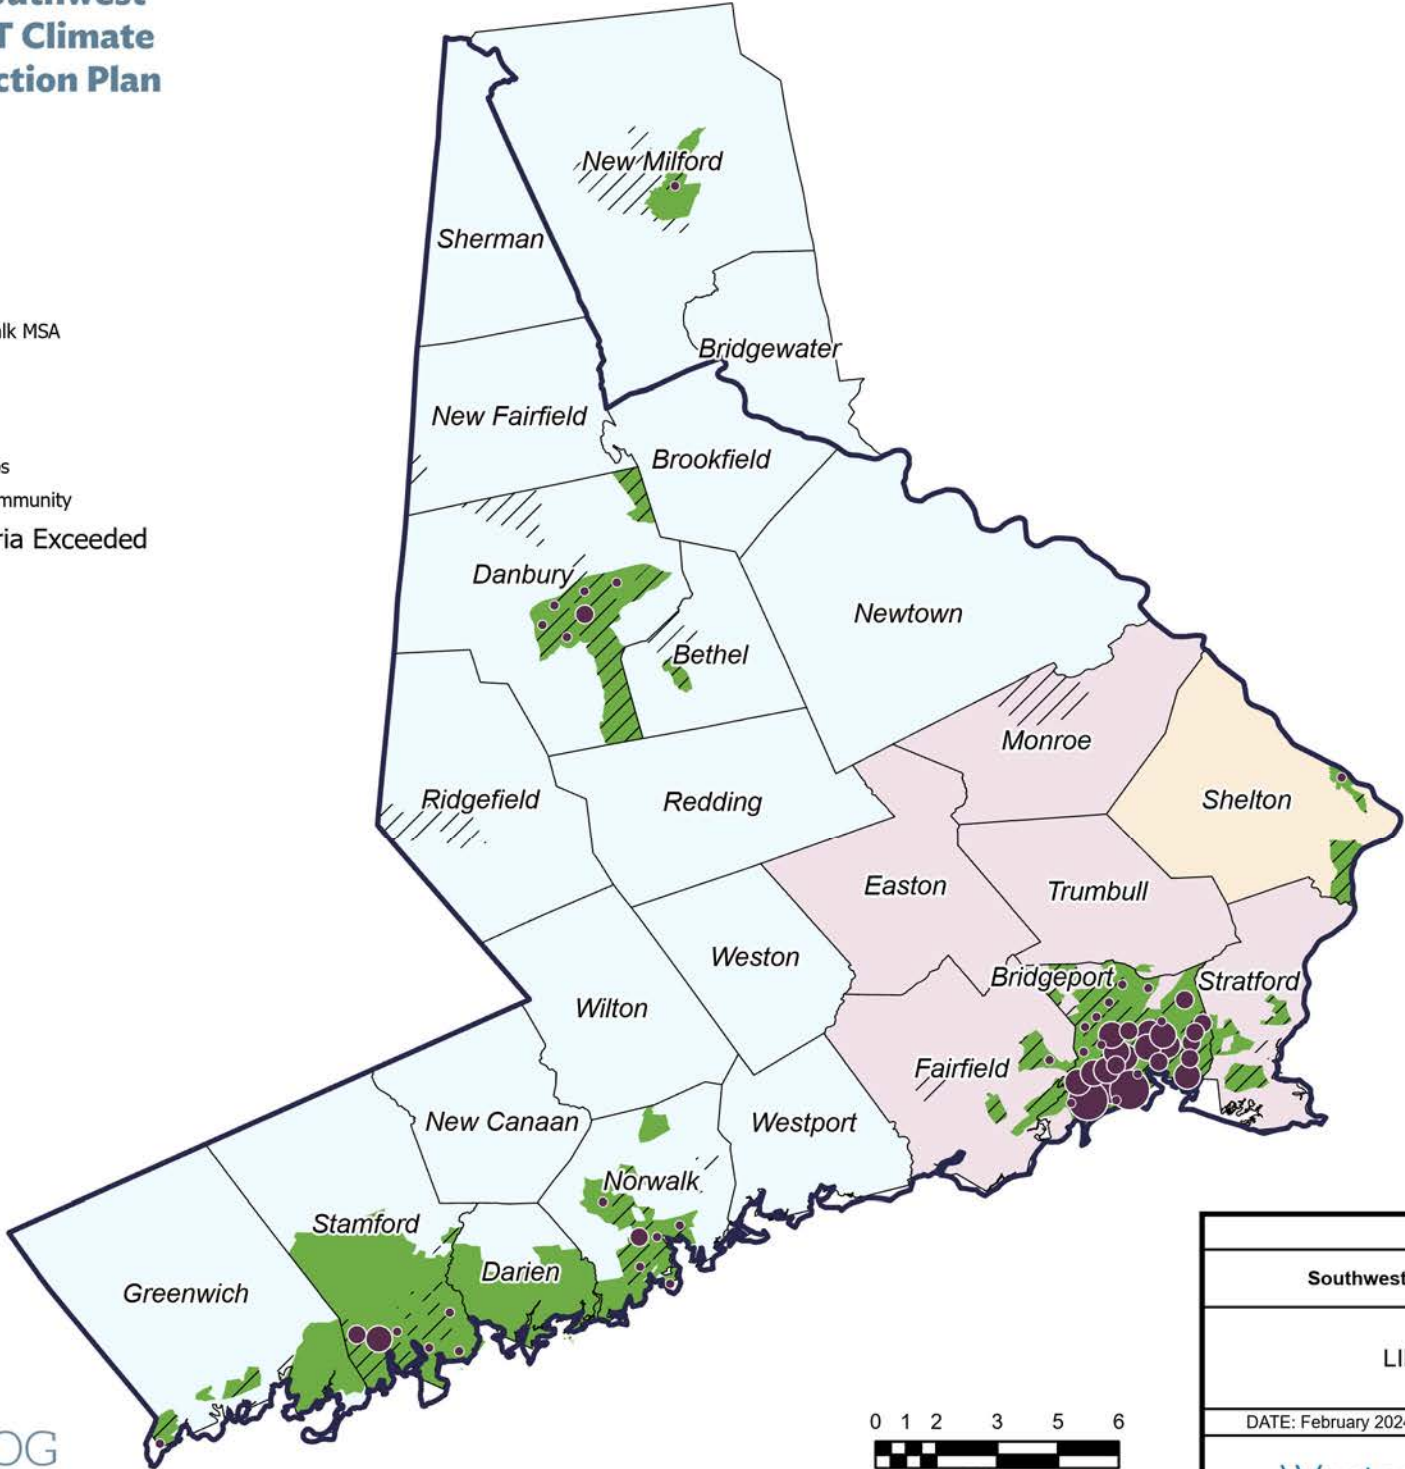 T Climate
ction Plan
New Milford
Sherman
lk MSA
Bridgewater
New Fairfield
Brookfield
s
mmunity
ria Exceeded
Danbury
Newtown
Bethel
Monroe
Ridgefield
Redding
Shelton
Easton
Trumbull
Weston
Bridgeport
Stratford
Wilton
Fairfield
New Canaan
Westport
Norwalk
Stamford
Darien
Greenwich
Southwest
LI
DATE: February 2024
0 1 2 3 5 6
OG